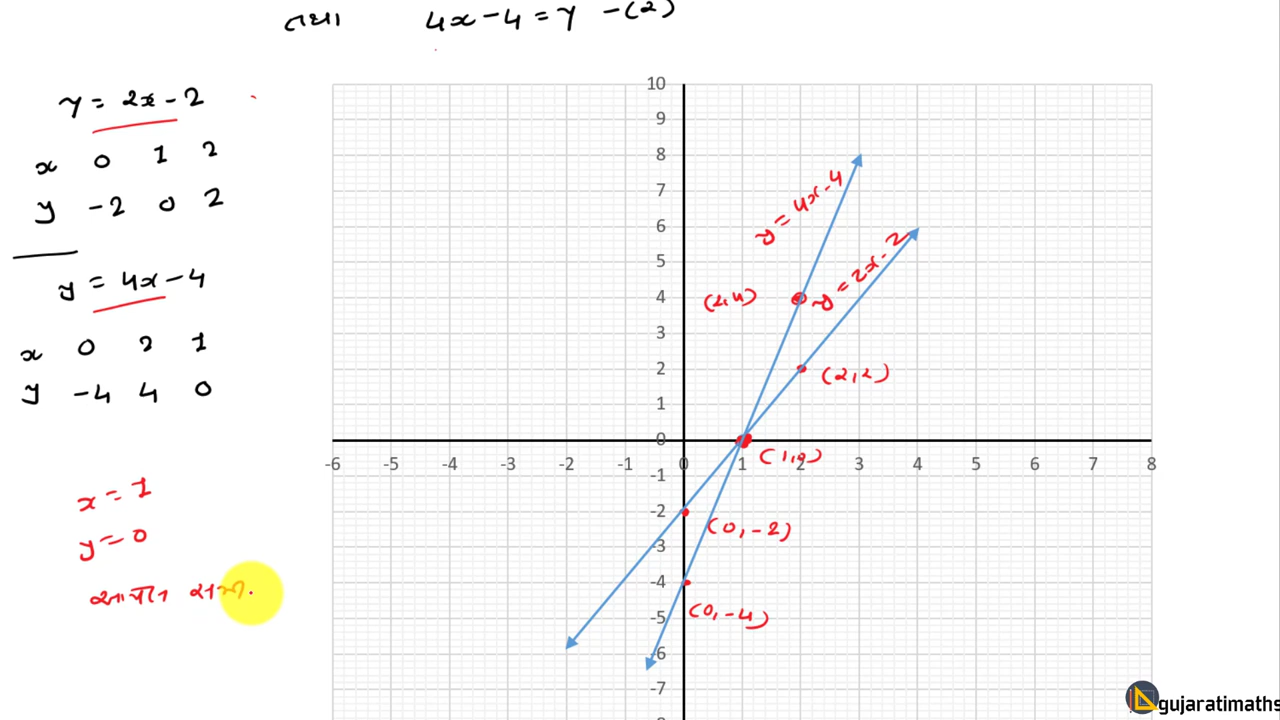 તથા 4x-4=y -(2)
y = 2x-2
x 0 1 2
y -2 0 2
y = 4x-4
x 0 2 1
y -4 4 0
x = 1
y = 0
10
9
8
7
6
5
4
3
2
1
0
-6 -5 -4 -3 -2 -1 0 1 2 3 4 5 6 7 8
-1
-2
-3
-4
-5
-6
-7
y = 4x-4
y = 2x-2
(2,4)
(2,2)
(1,0)
(0,-2)
(0,-4)
gujaratimaths